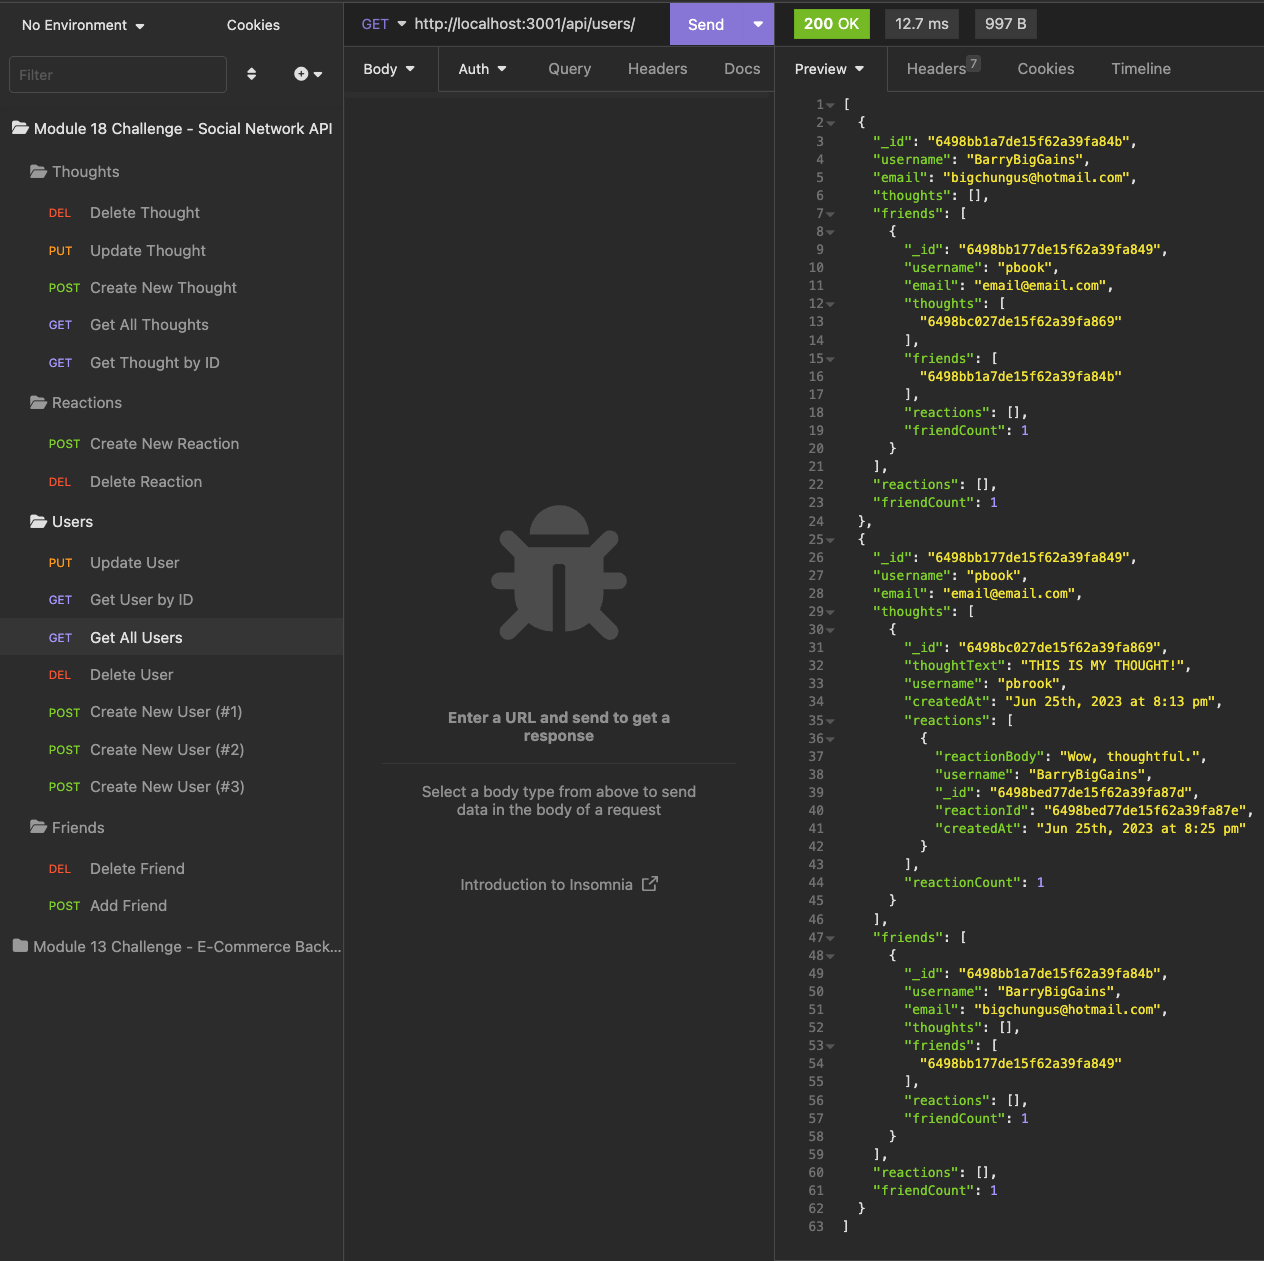 No Environment
Cookies
Filter
Module 18 Challenge - Social Network API
Thoughts
DEL Delete Thought
PUT Update Thought
POST Create New Thought
GET Get All Thoughts
GET Get Thought by ID
Reactions
POST Create New Reaction
DEL Delete Reaction
Users
PUT Update User
GET Get User by ID
GET Get All Users
DEL Delete User
POST Create New User (#1)
POST Create New User (#2)
POST Create New User (#3)
Friends
DEL Delete Friend
POST Add Friend
Module 13 Challenge - E-Commerce Back...
GET http://localhost:3001/api/users/ Send
Body Auth Query Headers Docs
Enter a URL and send to get a
response
Select a body type from above to send
data in the body of a request
Introduction to Insomnia
200 OK 12.7 ms 997 B
Preview Headers 7 Cookies Timeline
1 [
2 {
3 "_id": "6498bb1a7de15f62a39fa84b",
4 "username": "BarryBigGains",
5 "email": "bigchungus@hotmail.com",
6 "thoughts": [],
7 "friends": [
8 {
9 "_id": "6498bb177de15f62a39fa849",
10 "username": "pbook",
11 "email": "email@email.com",
12 "thoughts": [
13 "6498bc027de15f62a39fa869"
14 ],
15 "friends": [
16 "6498bb1a7de15f62a39fa84b"
17 ],
18 "reactions": [],
19 "friendCount": 1
20 }
21 ],
22 "reactions": [],
23 "friendCount": 1
24 },
25 {
26 "_id": "6498bb177de15f62a39fa849",
27 "username": "pbook",
28 "email": "email@email.com",
29 "thoughts": [
30 {
31 "_id": "6498bc027de15f62a39fa869",
32 "thoughtText": "THIS IS MY THOUGHT!",
33 "username": "pbrook",
34 "createdAt": "Jun 25th, 2023 at 8:13 pm",
35 "reactions": [
36 {
37 "reactionBody": "Wow, thoughtful.",
38 "username": "BarryBigGains",
39 "_id": "6498bed77de15f62a39fa87d",
40 "reactionId": "6498bed77de15f62a39fa87e",
41 "createdAt": "Jun 25th, 2023 at 8:25 pm"
42 }
43 ],
44 "reactionCount": 1
45 }
46 ],
47 "friends": [
48 {
49 "_id": "6498bb1a7de15f62a39fa84b",
50 "username": "BarryBigGains",
51 "email": "bigchungus@hotmail.com",
52 "thoughts": [],
53 "friends": [
54 "6498bb177de15f62a39fa849"
55 ],
56 "reactions": [],
57 "friendCount": 1
58 }
59 ],
60 "reactions": [],
61 "friendCount": 1
62 }
63 ]